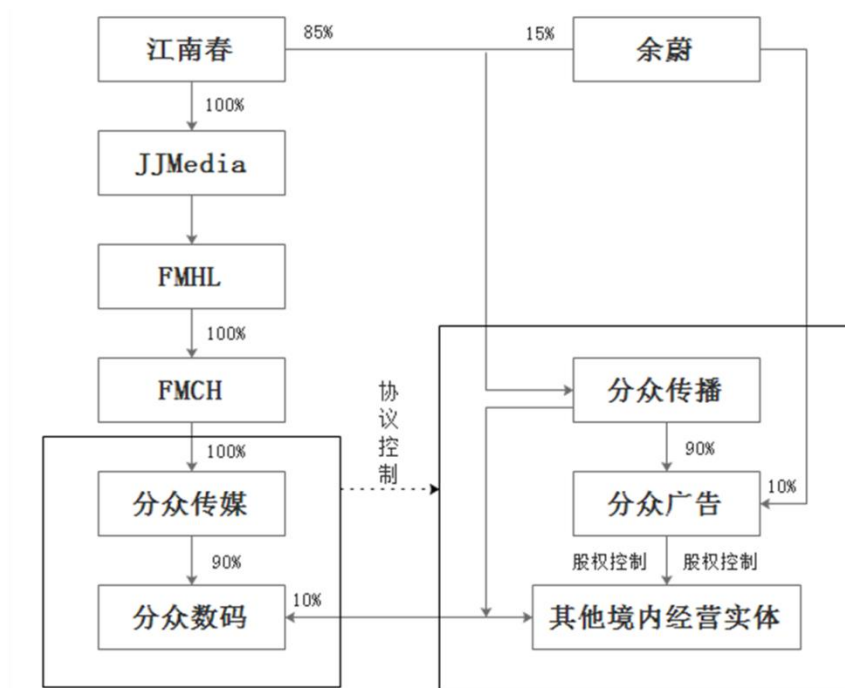 江南春
85%
15%
余蔚
100%
JJMedia
FMHL
100%
FMCH
协议控制
分众传播
100%
90%
分众传媒
分众广告
10%
90%
股权控制
股权控制
分众数码
10%
其他境内经营实体